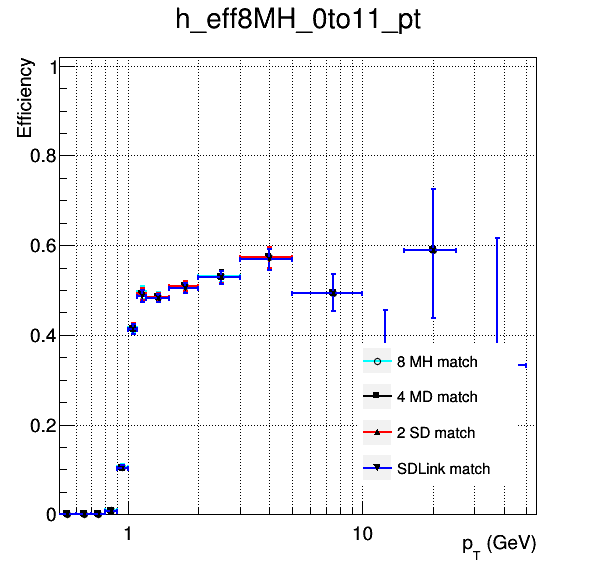 h_eff8MH_0to11_pt
Efficiency
1
0.8
0.6
0.4
0.2
0
8 MH match
4 MD match
2 SD match
SDLink match
1
10
p_T (GeV)